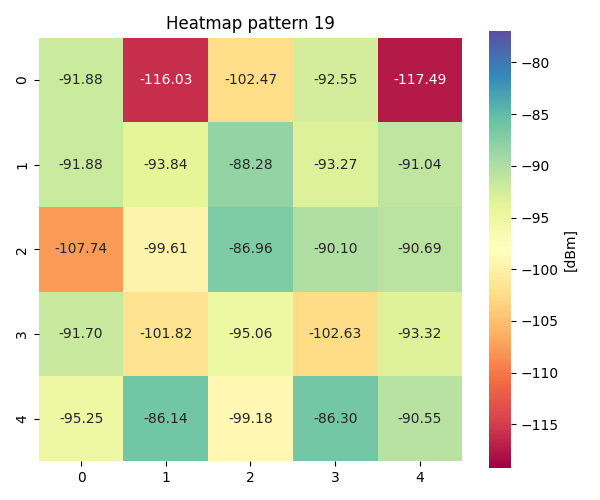 Heatmap pattern 19
0 -91.88 -116.03 -102.47 -92.55 -117.49
1 -91.88 -93.84 -88.28 -93.27 -91.04
2 -107.74 -99.61 -86.96 -90.10 -90.69
3 -91.70 -101.82 -95.06 -102.63 -93.32
4 -95.25 -86.14 -99.18 -86.30 -90.55
0 1 2 3 4
−80
−85
−90
−95
−100
−105
−110
−115
[dBm]